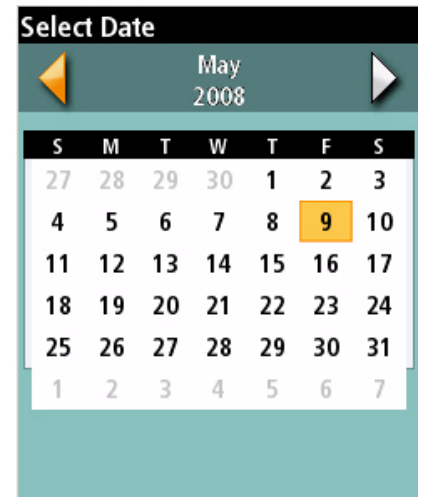 Select Date
May
2008
S M T W T F S
27 28 29 30 1 2 3
4 5 6 7 8 9 10
11 12 13 14 15 16 17
18 19 20 21 22 23 24
25 26 27 28 29 30 31
1 2 3 4 5 6 7